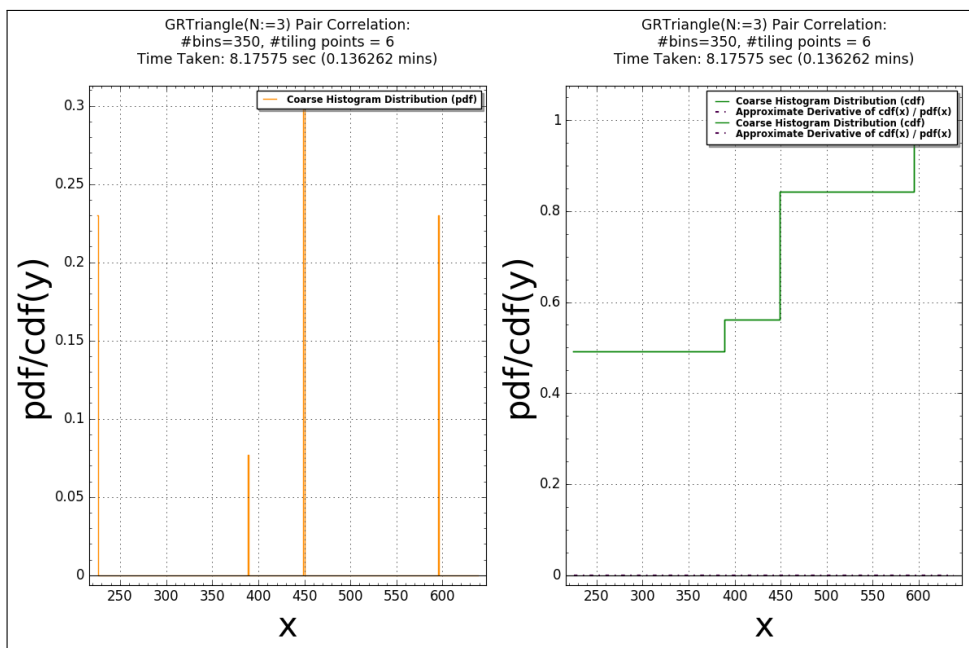 GRTriangle(N:=3) Pair Correlation:
#bins=350, #tiling points = 6
Time Taken: 8.17575 sec (0.136262 mins)
Coarse Histogram Distribution (pdf)
0.3
0.25
0.2
0.15
0.1
0.05
0
pdf/cdf(y)
250 300 350 400 450 500 550 600
x
GRTriangle(N:=3) Pair Correlation:
#bins=350, #tiling points = 6
Time Taken: 8.17575 sec (0.136262 mins)
Coarse Histogram Distribution (cdf)
Approximate Derivative of cdf(x) / pdf(x)
Coarse Histogram Distribution (cdf)
Approximate Derivative of cdf(x) / pdf(x)
1
0.8
0.6
0.4
0.2
0
pdf/cdf(y)
250 300 350 400 450 500 550 600
x